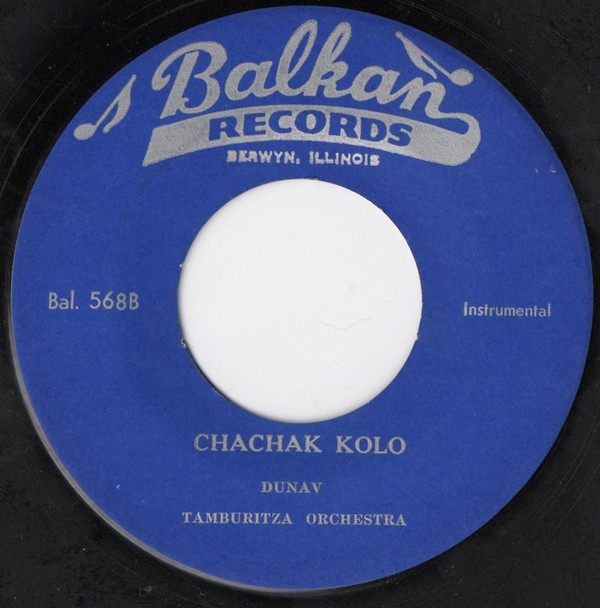 Balkan
RECORDS
BERWYN, ILLINOIS
Bal. 568B
Instrumental
CHACHAK KOLO
DUNAV
TAMBURITZA ORCHESTRA